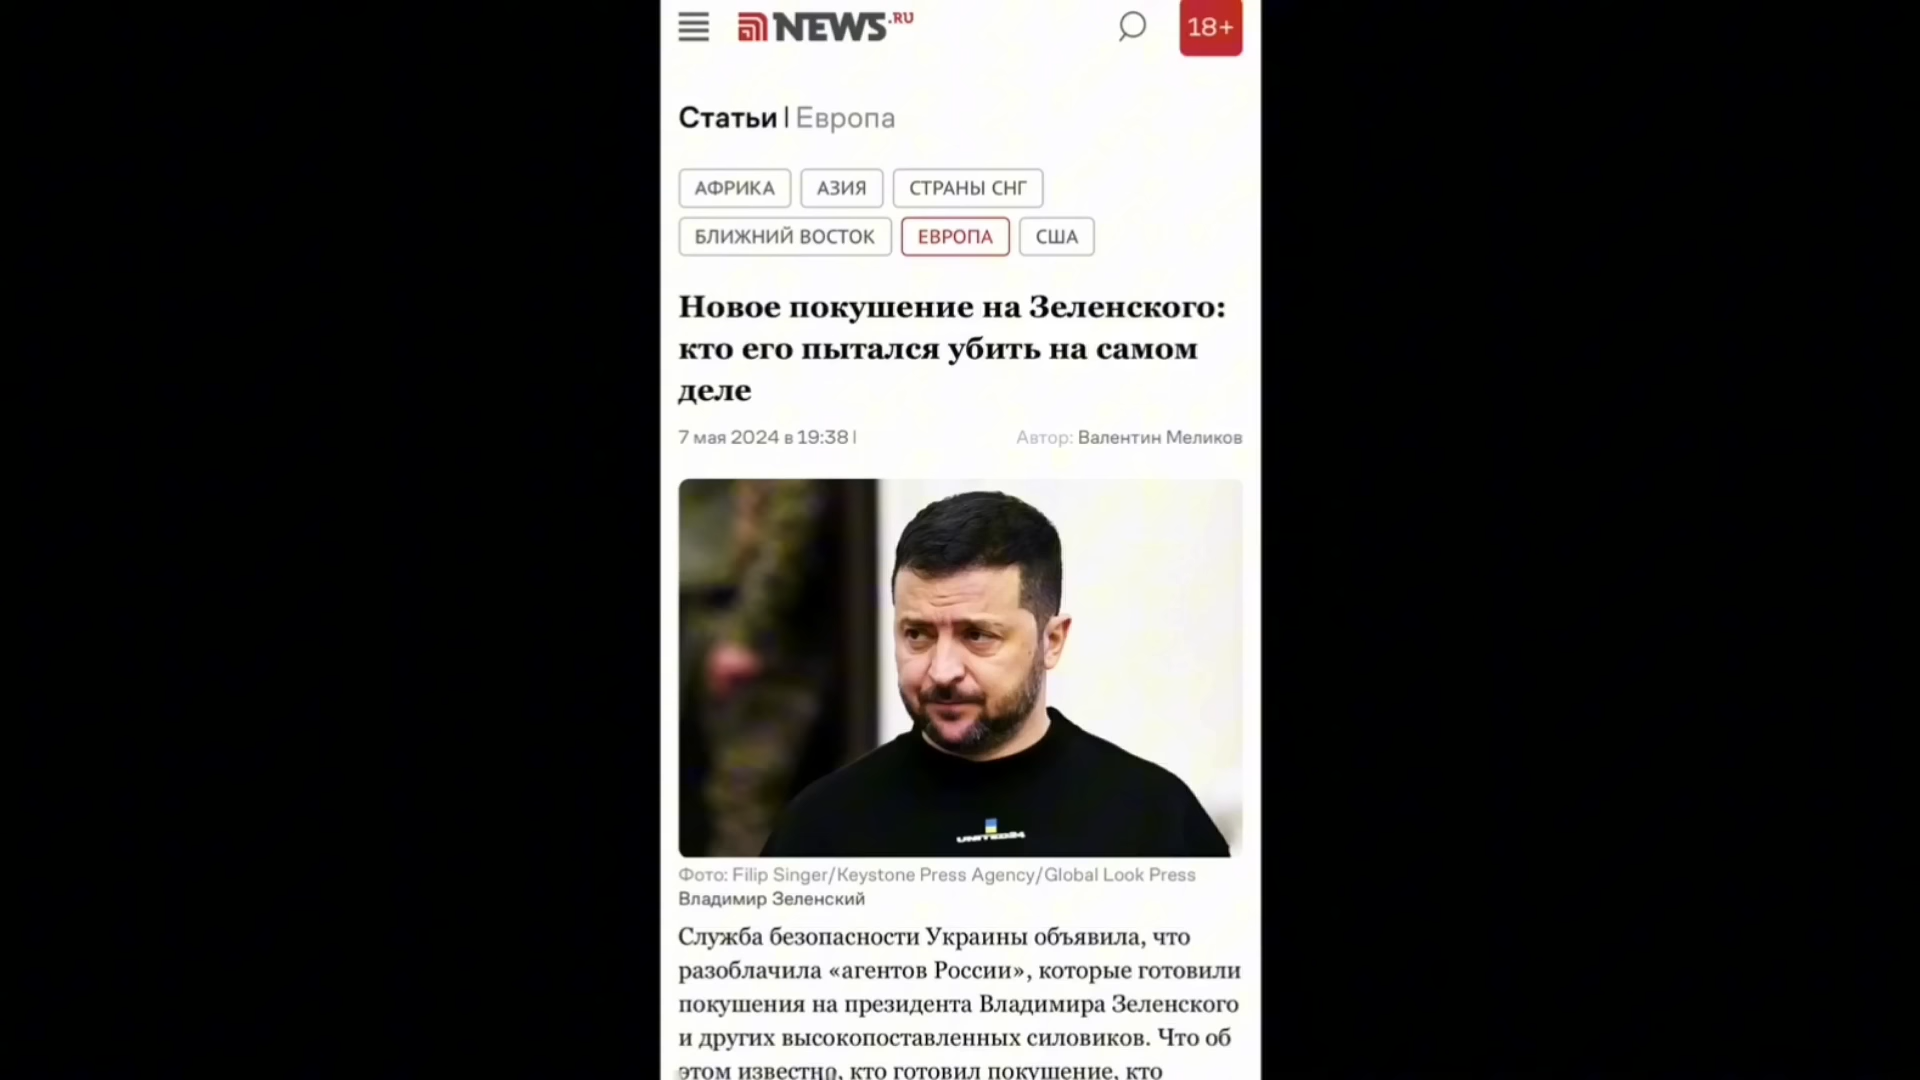 NEWS.RU
18+
Статьи | Европа
АФРИКА АЗИЯ СТРАНЫ СНГ
БЛИЖНИЙ ВОСТОК ЕВРОПА США
Новое покушение на Зеленского:
кто его пытался убить на самом
деле
7 мая 2024 в 19:38 |
Автор: Валентин Меликов
UNITED24
Фото: Filip Singer/Keystone Press Agency/Global Look Press
Владимир Зеленский
Служба безопасности Украины объявила, что
разоблачила «агентов России», которые готовили
покушения на президента Владимира Зеленского
и других высокопоставленных силовиков. Что об
этом известно, кто готовил покушение, кто